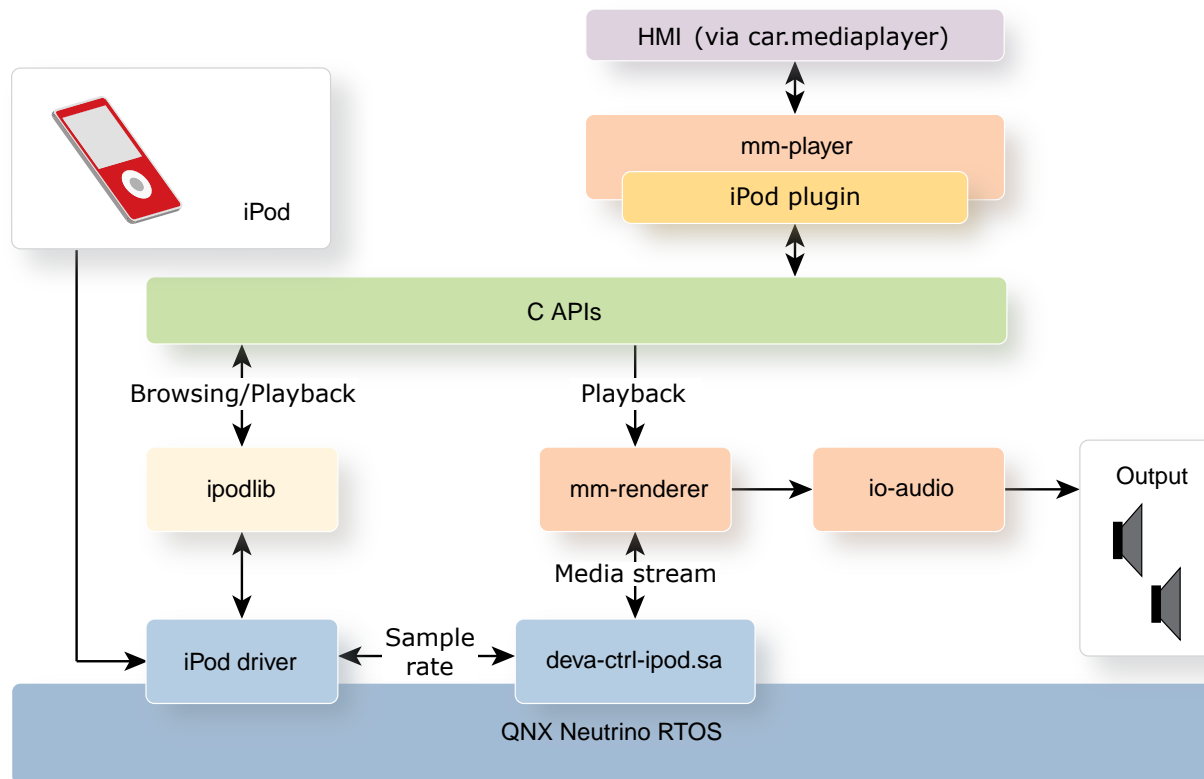 HMI (via car.mediaplayer)
mm-player
iPod plugin
iPod
C APIs
Browsing/Playback
Playback
ipodlib
mm-renderer
io-audio
Output
Media stream
iPod driver
Sample
rate
deva-ctrl-ipod.sa
QNX Neutrino RTOS